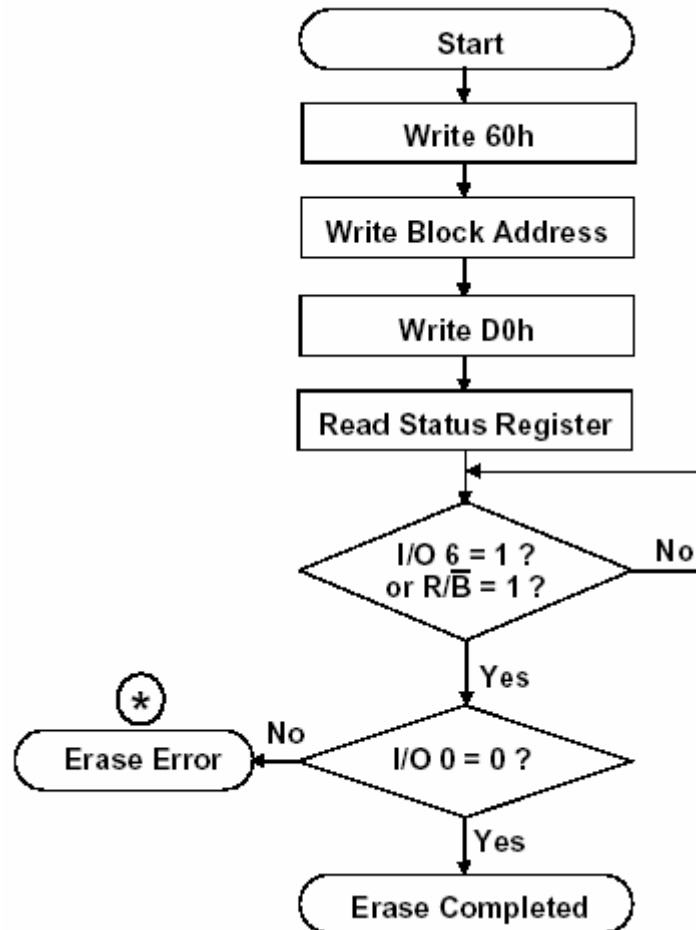 Start
Write 60h
Write Block Address
Write D0h
Read Status Register
I/O 6 = 1 ?
or R/B̅ = 1 ?
No
Yes
*
Erase Error
No
I/O 0 = 0 ?
Yes
Erase Completed